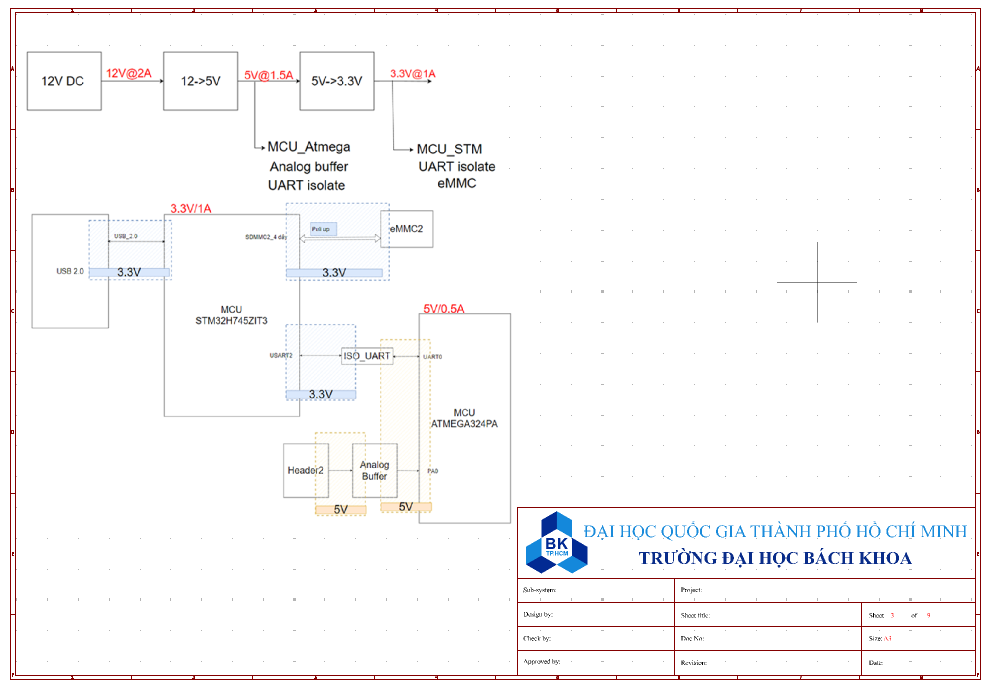 12V DC
12V@2A
12->5V
5V@1.5A
5V->3.3V
3.3V@1A
MCU_Atmega
Analog buffer
UART isolate
MCU_STM
UART isolate
eMMC
3.3V/1A
USB 2.0
USB_2.0
3.3V
MCU
STM32H745ZIT3
SDMMC2_4 dây
Pull up
eMMC2
3.3V
USART2
ISO_UART
UART0
3.3V
5V/0.5A
MCU
ATMEGA324PA
Header2
Analog
Buffer
PA0
5V
5V
BK
TP.HCM
ĐẠI HỌC QUỐC GIA THÀNH PHỐ HỒ CHÍ MINH
TRƯỜNG ĐẠI HỌC BÁCH KHOA
Sub-system:
Project:
Design by:
Sheet title:
Sheet 3 of 9
Check by:
Doc No:
Size: A3
Approved by:
Revision:
Date: